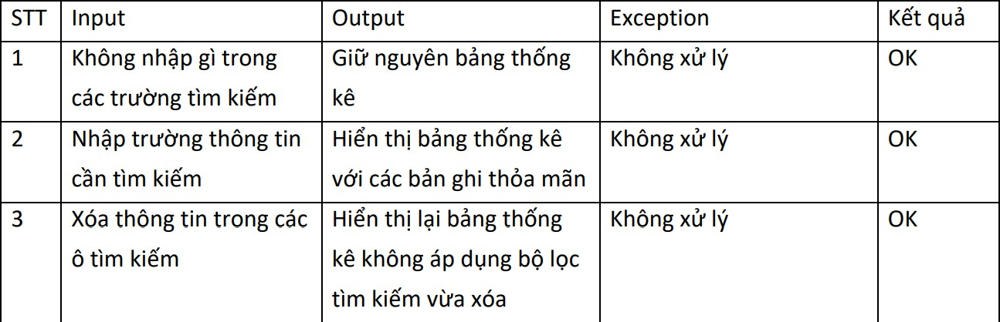 STT Input Output Exception Kết quả
1 Không nhập gì trong Giữ nguyên bảng thống Không xử lý OK
các trường tìm kiếm kê
2 Nhập trường thông tin Hiển thị bảng thống kê Không xử lý OK
cần tìm kiếm với các bản ghi thỏa mãn
3 Xóa thông tin trong các Hiển thị lại bảng thống Không xử lý OK
ô tìm kiếm kê không áp dụng bộ lọc
tìm kiếm vừa xóa